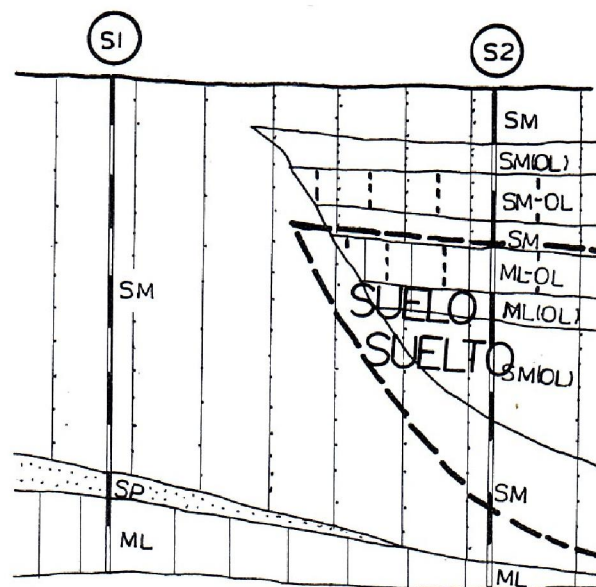 S1
S2
SM
SM(OL)
SM-OL
SM
ML-OL
SM
SUELO
ML(OL)
SUELTO
SM(OL)
SP
SM
ML
ML